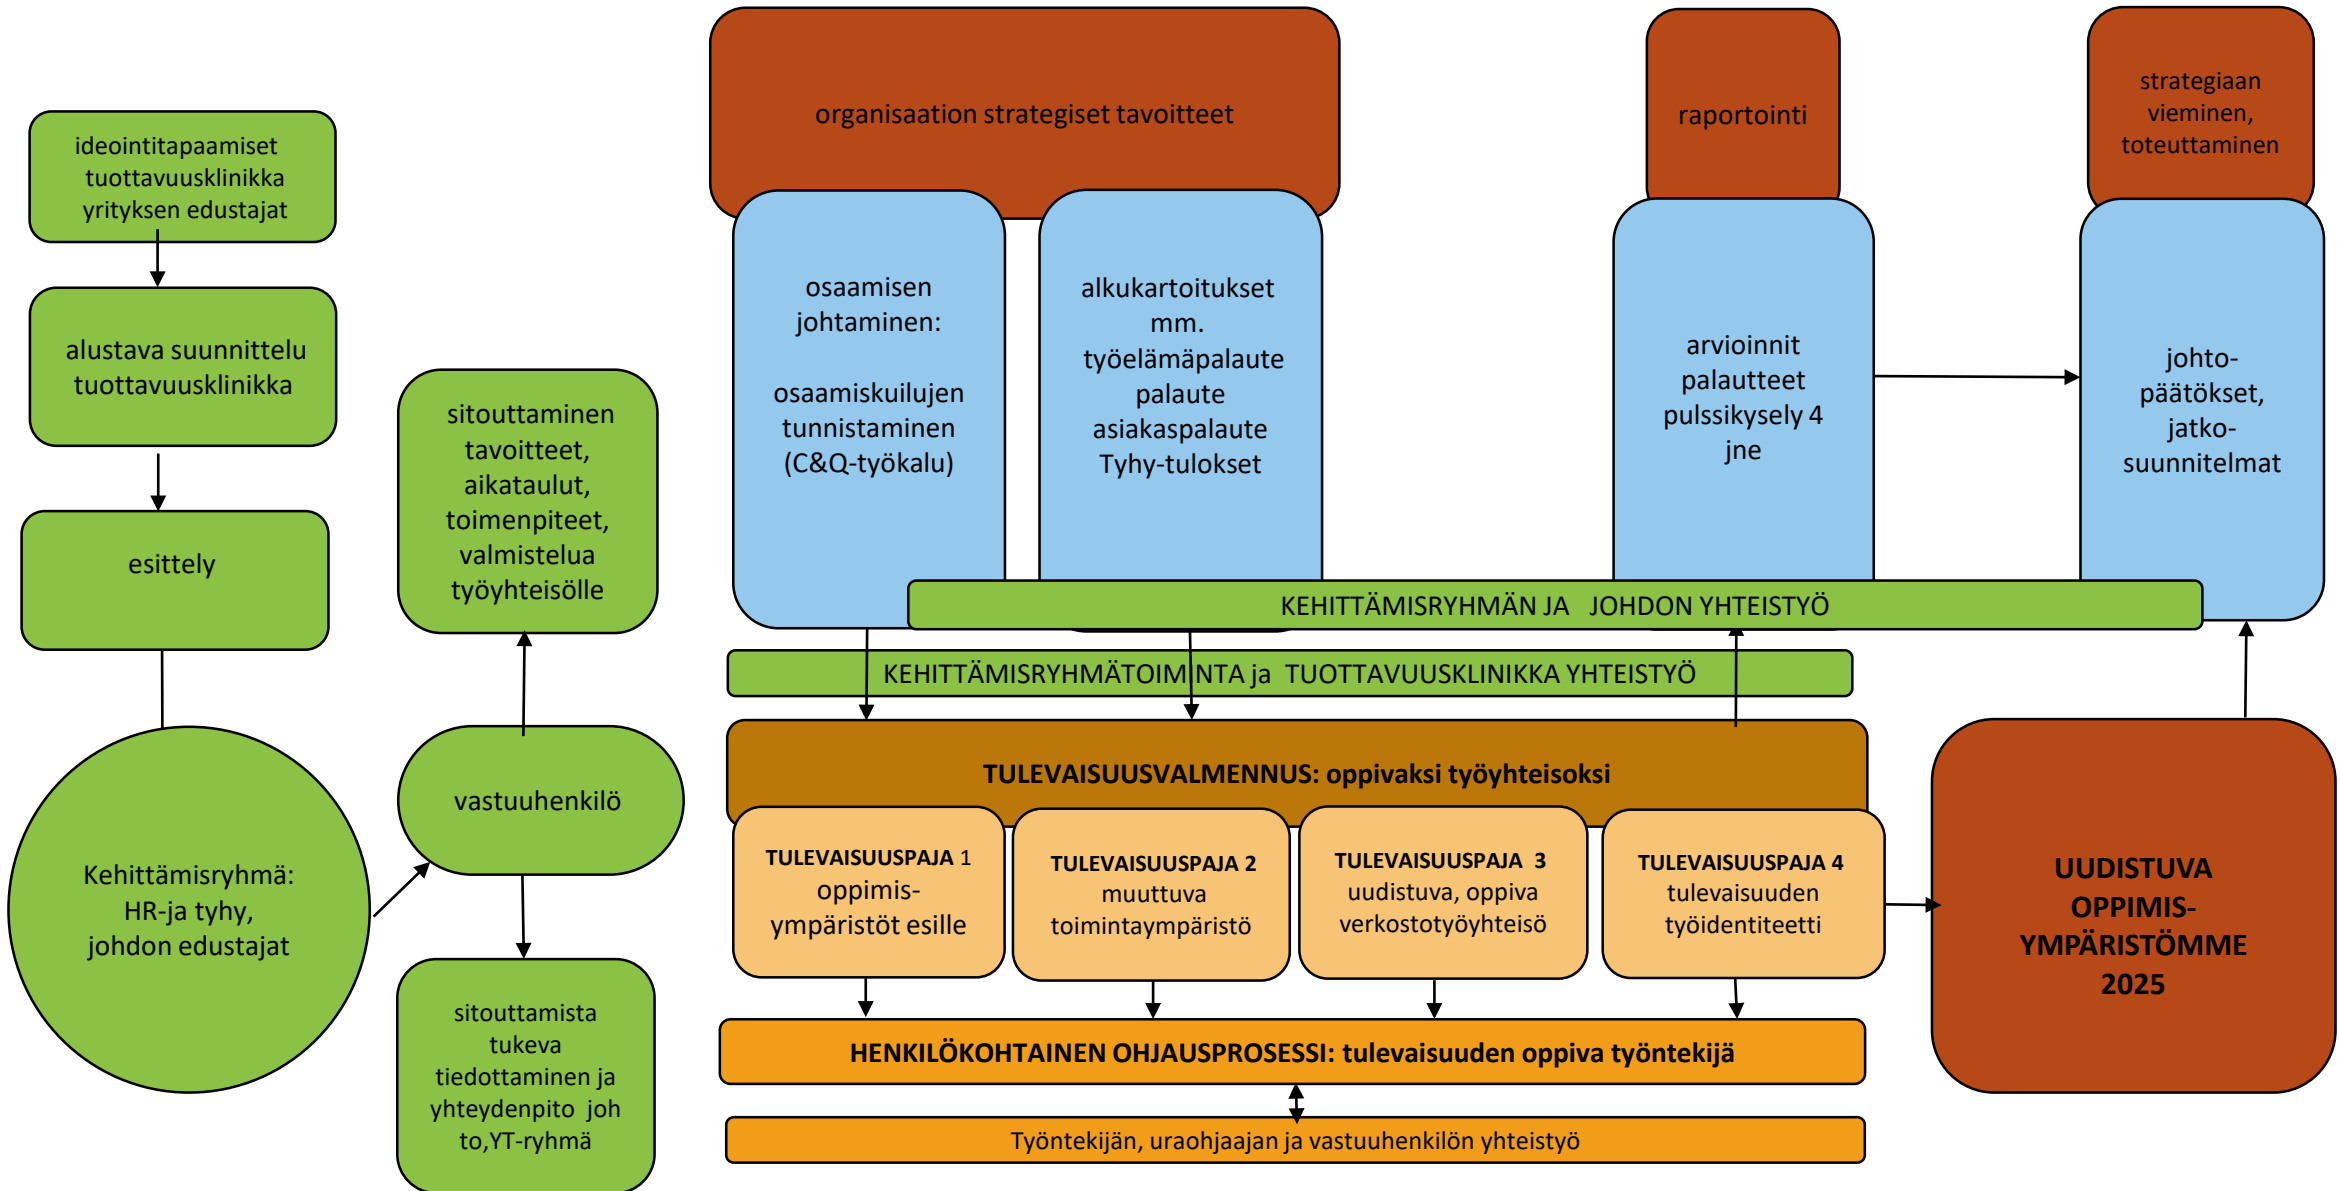 ideointitapaamiset
tuottavuusklinikka
yrityksen edustajat
alustava suunnittelu
tuottavuusklinikka
esittely
Kehittämisryhmä:
HR-ja tyhy,
johdon edustajat
sitouttaminen
tavoitteet,
aikataulut,
toimenpiteet,
valmistelua
työyhteisölle
vastuuhenkilö
sitouttamista
tukeva
tiedottaminen ja
yhteydenpito joh
to,YT-ryhmä
organisaation strategiset tavoitteet
osaamisen
johtaminen:
osaamiskuilujen
tunnistaminen
(C&Q-työkalu)
alkukartoitukset
mm.
työelämäpalaute
palaute
asiakaspalaute
Tyhy-tulokset
raportointi
arvioinnit
palautteet
pulssikysely 4
jne
strategiaan
vieminen,
toteuttaminen
johto-
päätökset,
jatko-
suunnitelmat
KEHITTÄMISRYHMÄN JA JOHDON YHTEISTYÖ
KEHITTÄMISRYHMÄTOIMINTA ja TUOTTAVUUSKLINIKKA YHTEISTYÖ
TULEVAISUUSVALMENNUS: oppivaksi työyhteisoksi
TULEVAISUUSPAJA 1
oppimis-
ympäristöt esille
TULEVAISUUSPAJA 2
muuttuva
toimintaympäristö
TULEVAISUUSPAJA 3
uudistuva, oppiva
verkostotyöyhteisö
TULEVAISUUSPAJA 4
tulevaisuuden
työidentiteetti
HENKILÖKOHTAINEN OHJAUSPROSESSI: tulevaisuuden oppiva työntekijä
Työntekijän, uraohjaajan ja vastuuhenkilön yhteistyö
UUDISTUVA
OPPIMIS-
YMPÄRISTÖMME
2025